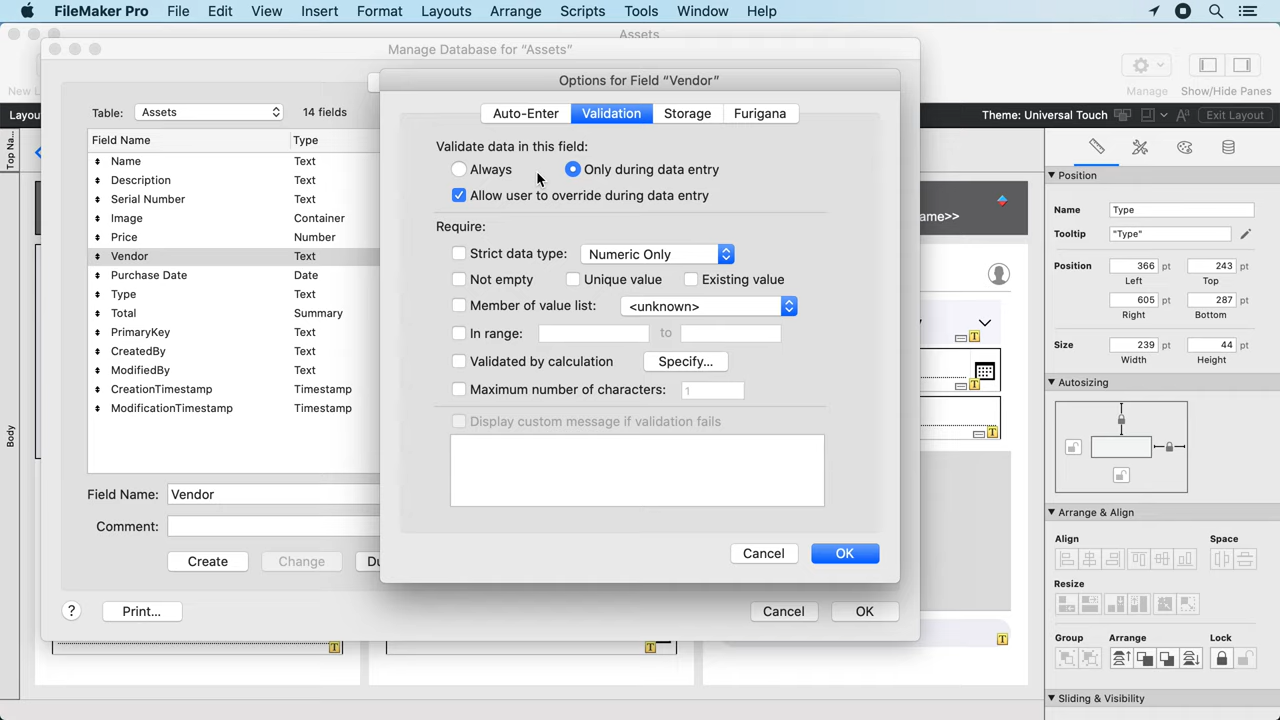 FileMaker Pro File Edit View Insert Format Layouts Arrange Scripts Tools Window Help
Assets
Manage Database for "Assets"
Options for Field "Vendor"
New L
Manage Show/Hide Panes
Layou
Theme: Universal Touch Exit Layout
Table: Assets 14 fields
Field Name Type
Name Text
Description Text
Serial Number Text
Image Container
Price Number
Vendor Text
Purchase Date Date
Type Text
Total Summary
PrimaryKey Text
CreatedBy Text
ModifiedBy Text
CreationTimestamp Timestamp
ModificationTimestamp Timestamp
Field Name: Vendor
Comment:
Create Change Du
? Print... Cancel OK
Auto-Enter Validation Storage Furigana
Validate data in this field:
Always Only during data entry
Allow user to override during data entry
Require:
Strict data type: Numeric Only
Not empty Unique value Existing value
Member of value list: <unknown>
In range: to
Validated by calculation Specify...
Maximum number of characters: 1
Display custom message if validation fails
Cancel OK
Top Na...
Body
ame>>
T
T
T
T
T
T
Position
Name Type
Tooltip "Type"
Position 366 pt 243 pt
Left Top
605 pt 287 pt
Right Bottom
Size 239 pt 44 pt
Width Height
Autosizing
Arrange & Align
Align Space
Resize
Group Arrange Lock
Sliding & Visibility